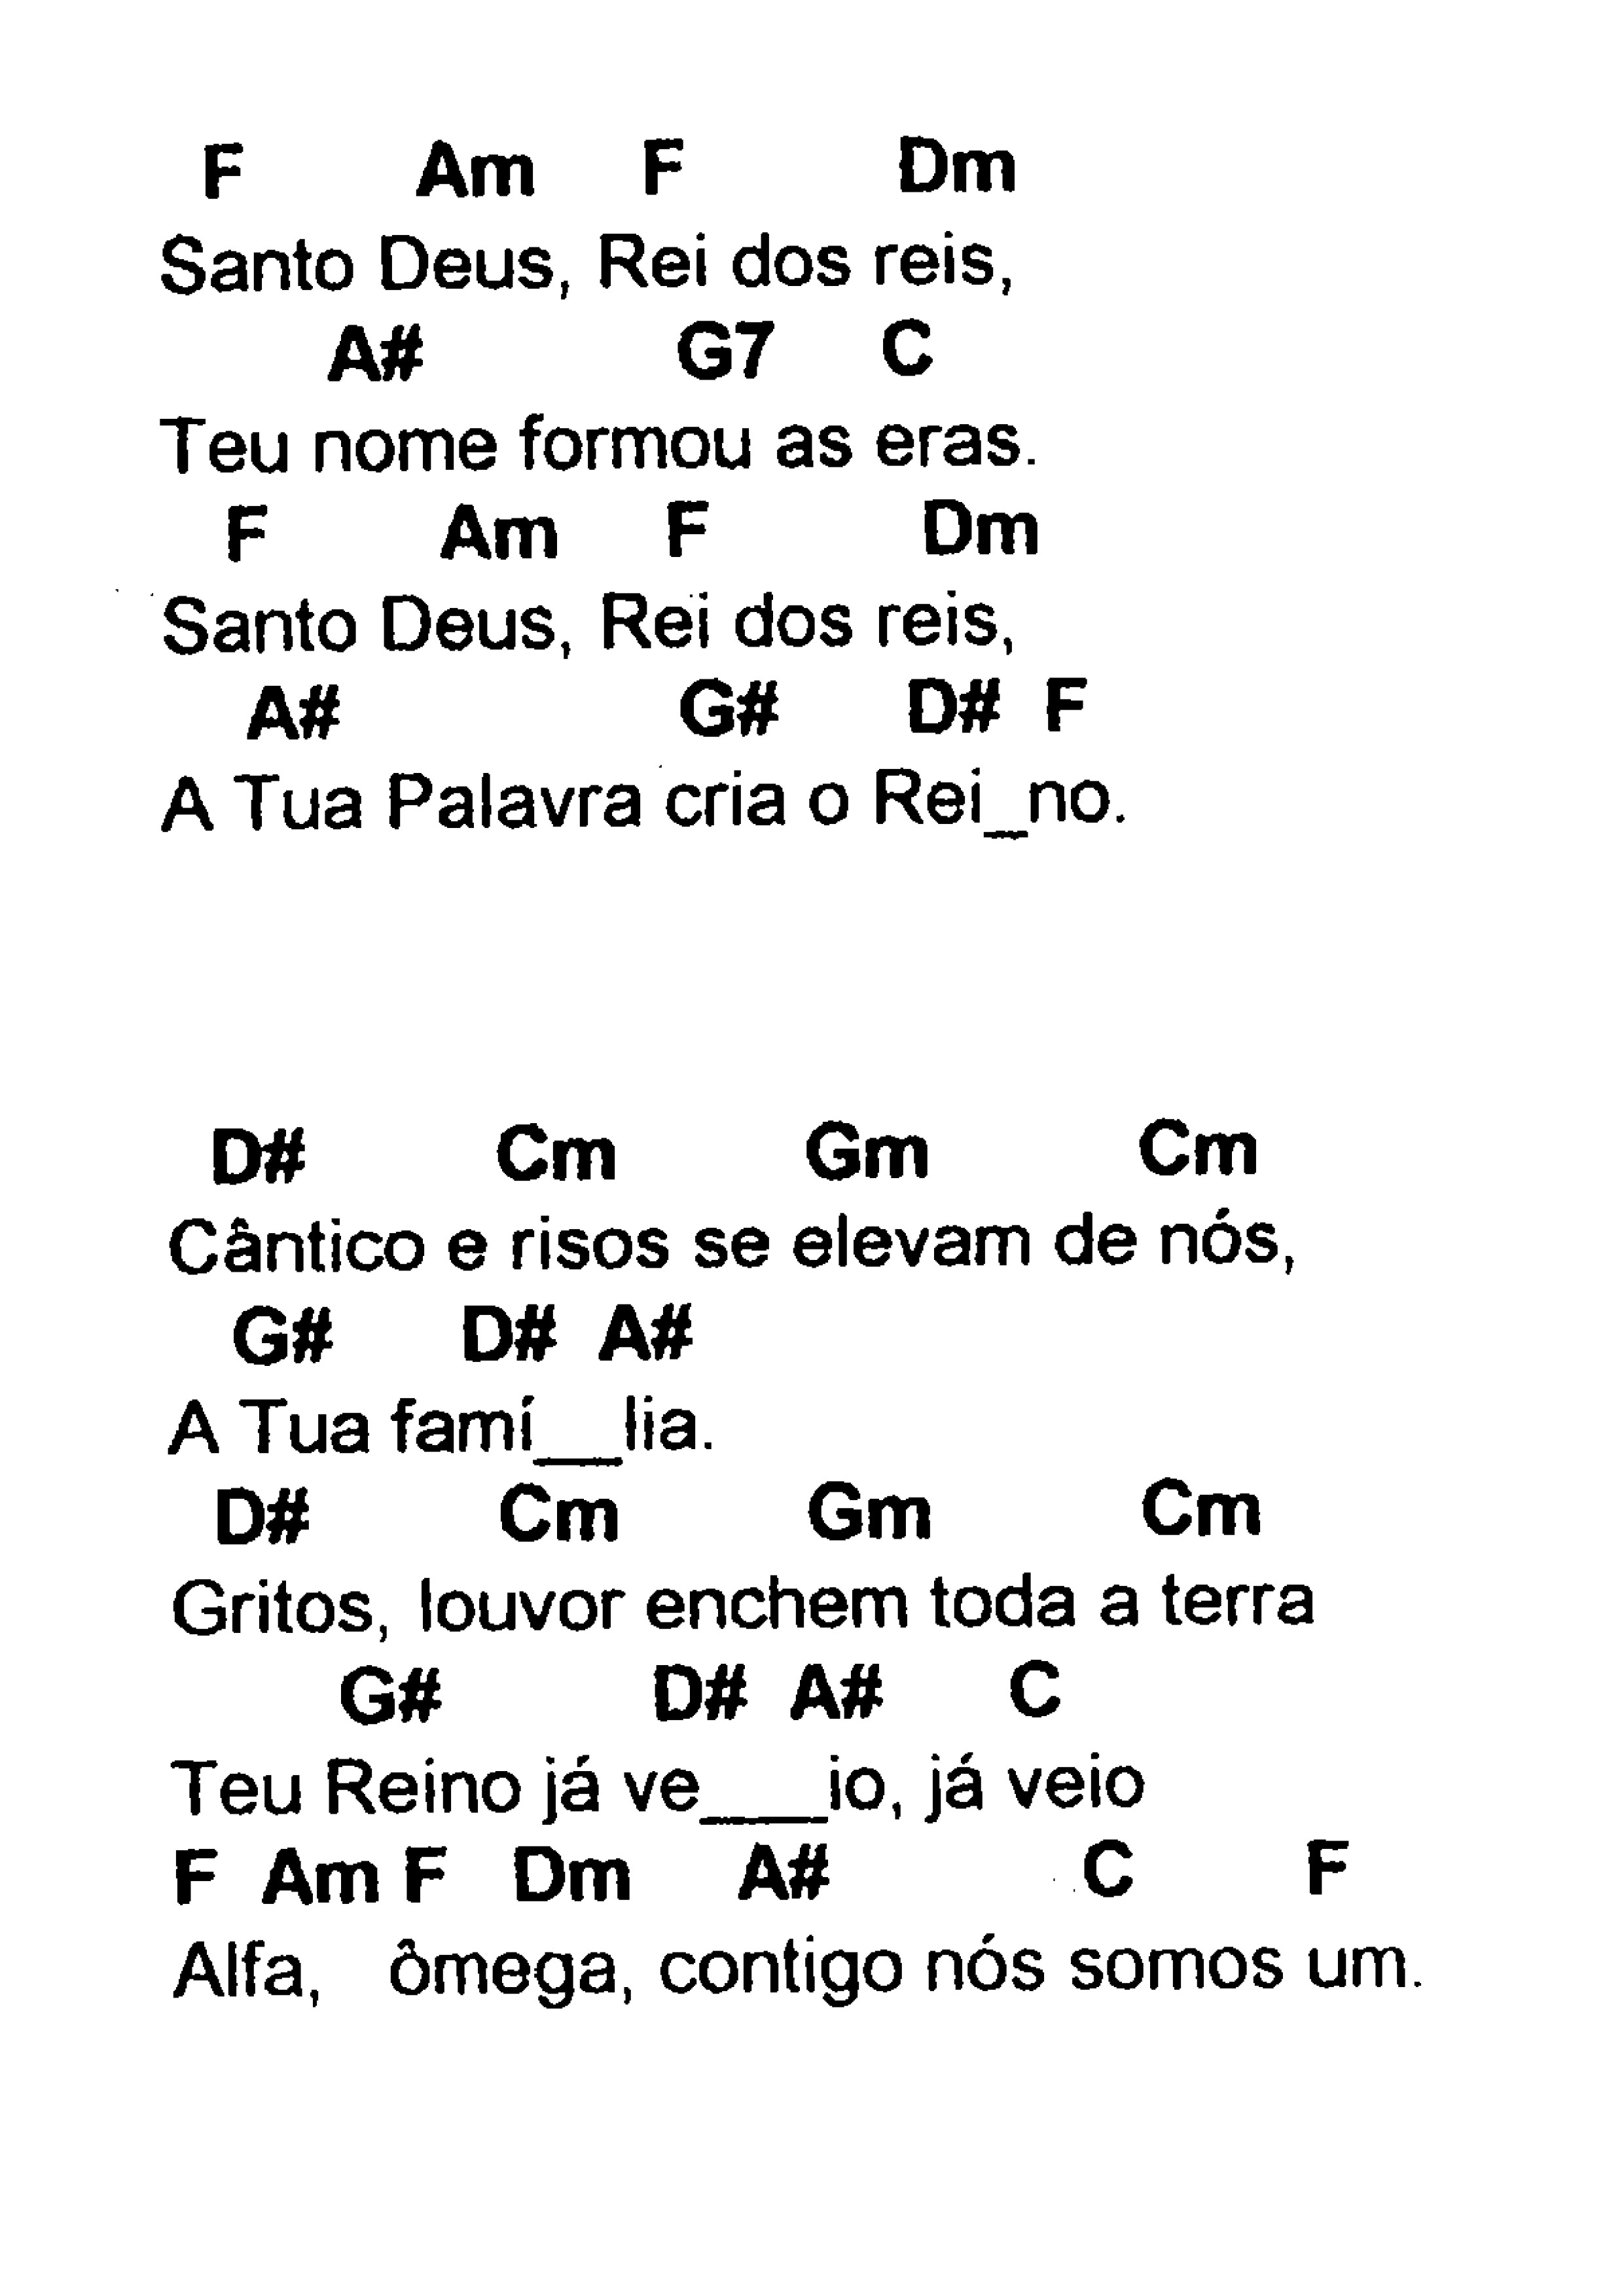 F Am F Dm
Santo Deus, Rei dos reis,
A# G7 C
Teu nome formou as eras.
F Am F Dm
Santo Deus, Rei dos reis,
A# G# D# F
A Tua Palavra cria o Rei_no.
D# Cm Gm Cm
Cântico e risos se elevam de nós,
G# D# A#
A Tua famí__lia.
D# Cm Gm Cm
Gritos, louvor enchem toda a terra
G# D# A# C
Teu Reino já ve___io, já veio
F Am F Dm A# C F
Alfa, ômega, contigo nós somos um.